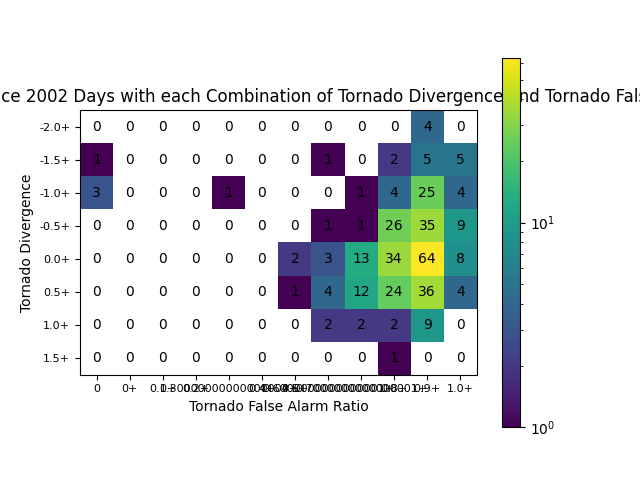 ce 2002 Days with each Combination of Tornado Divergence and Tornado Fal
-2.0+ 0 0 0 0 0 0 0 0 0 0 4 0
-1.5+ 1 0 0 0 0 0 0 1 0 2 5 5
-1.0+ 3 0 0 0 1 0 0 0 1 4 25 4
-0.5+ 0 0 0 0 0 0 0 1 1 26 35 9
0.0+ 0 0 0 0 0 0 2 3 13 34 64 8
0.5+ 0 0 0 0 0 0 1 4 12 24 36 4
1.0+ 0 0 0 0 0 0 0 2 2 2 9 0
1.5+ 0 0 0 0 0 0 0 0 0 1 0 0
0 0+ 0.9+ 1.0+
Tornado False Alarm Ratio
Tornado Divergence
10¹
10⁰